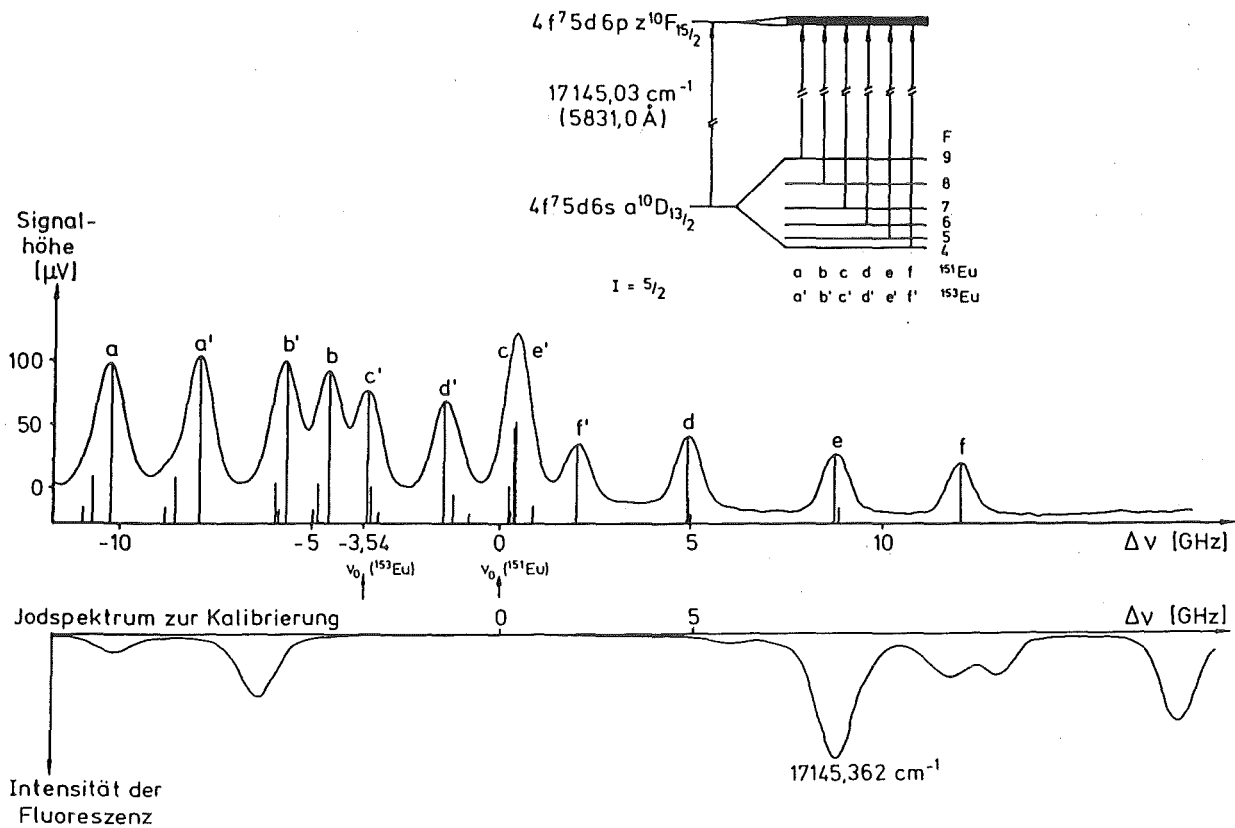 4f⁷5d6p z¹⁰F₁₅/₂
17145,03 cm⁻¹
(5831,0 Å)
F
9
8
7
6
5
4
4f⁷5d6s a¹⁰D₁₃/₂
a b c d e f ¹⁵¹Eu
a' b' c' d' e' f' ¹⁵³Eu
I = 5/2
Signal-
höhe
[µV]
100
50
0
a a' b' b c' d' c e' f' d e f
-10 -5 -3,54 0 5 10 Δν [GHz]
ν₀ (¹⁵³Eu) ν₀ (¹⁵¹Eu)
Jodspektrum zur Kalibrierung 0 5 Δν [GHz]
17145,362 cm⁻¹
Intensität der
Fluoreszenz